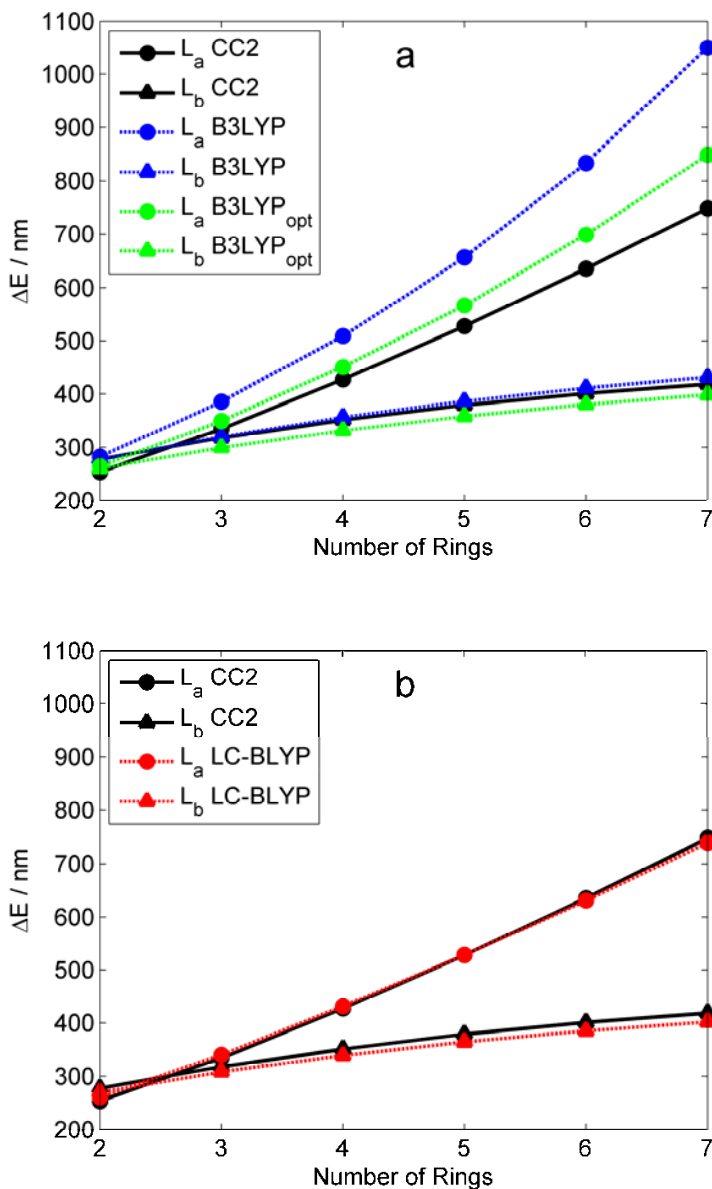 a
L_a CC2
L_b CC2
L_a B3LYP
L_b B3LYP
L_a B3LYP_opt
L_b B3LYP_opt
ΔE / nm
1100
1000
900
800
700
600
500
400
300
200
2 3 4 5 6 7
Number of Rings
b
L_a CC2
L_b CC2
L_a LC-BLYP
L_b LC-BLYP
ΔE / nm
1100
1000
900
800
700
600
500
400
300
200
2 3 4 5 6 7
Number of Rings